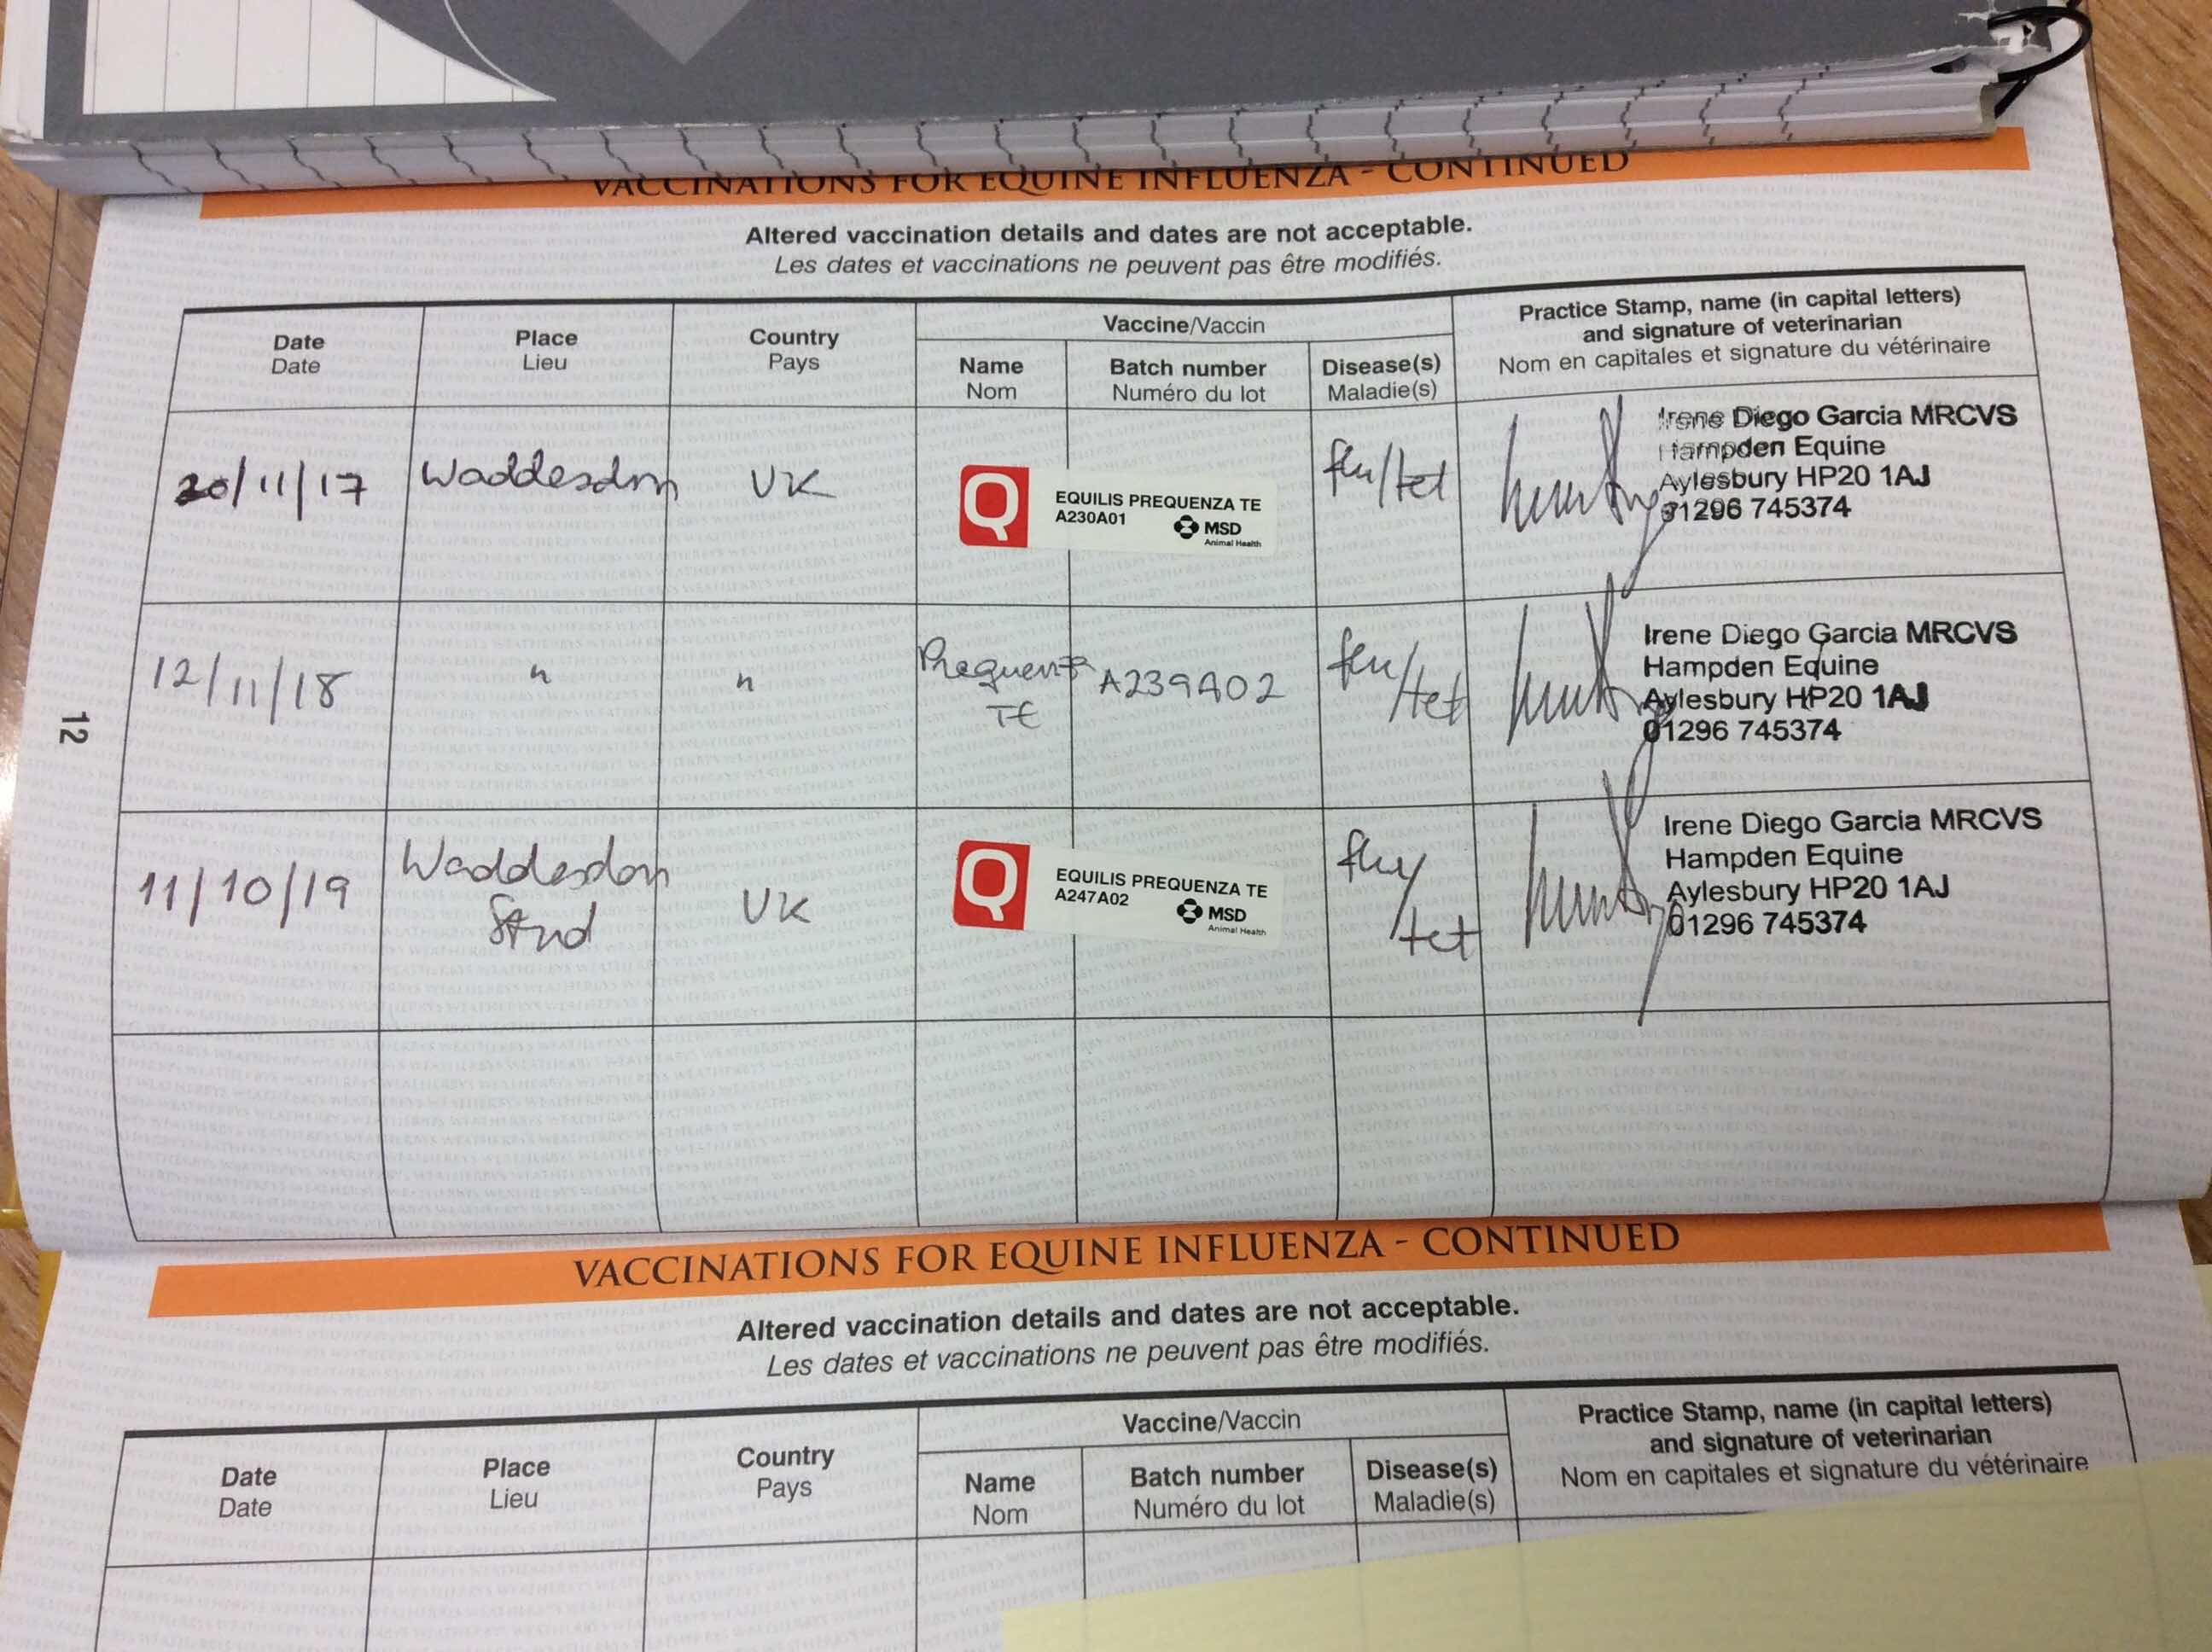 VACCINATIONS FOR EQUINE INFLUENZA - CONTINUED
Altered vaccination details and dates are not acceptable.
Les dates et vaccinations ne peuvent pas être modifiés.
Date
Date
Place
Lieu
Country
Pays
Vaccine/Vaccin
Name
Nom
Batch number
Numéro du lot
Disease(s)
Maladie(s)
Practice Stamp, name (in capital letters)
and signature of veterinarian
Nom en capitales et signature du vétérinaire
20/11/17
Waddesdon
UK
Q
EQUILIS PREQUENZA TE
A230A01
MSD
Animal Health
flu/tet
Irene Diego Garcia MRCVS
Hampden Equine
Aylesbury HP20 1AJ
01296 745374
12/11/18
"
"
Prequenza
TE
A239A02
flu/
tet
Irene Diego Garcia MRCVS
Hampden Equine
Aylesbury HP20 1AJ
01296 745374
11/10/19
Waddesdon
Stud
UK
Q
EQUILIS PREQUENZA TE
A247A02
MSD
Animal Health
flu/
tet
Irene Diego Garcia MRCVS
Hampden Equine
Aylesbury HP20 1AJ
01296 745374
12
VACCINATIONS FOR EQUINE INFLUENZA - CONTINUED
Altered vaccination details and dates are not acceptable.
Les dates et vaccinations ne peuvent pas être modifiés.
Date
Date
Place
Lieu
Country
Pays
Vaccine/Vaccin
Name
Nom
Batch number
Numéro du lot
Disease(s)
Maladie(s)
Practice Stamp, name (in capital letters)
and signature of veterinarian
Nom en capitales et signature du vétérinaire